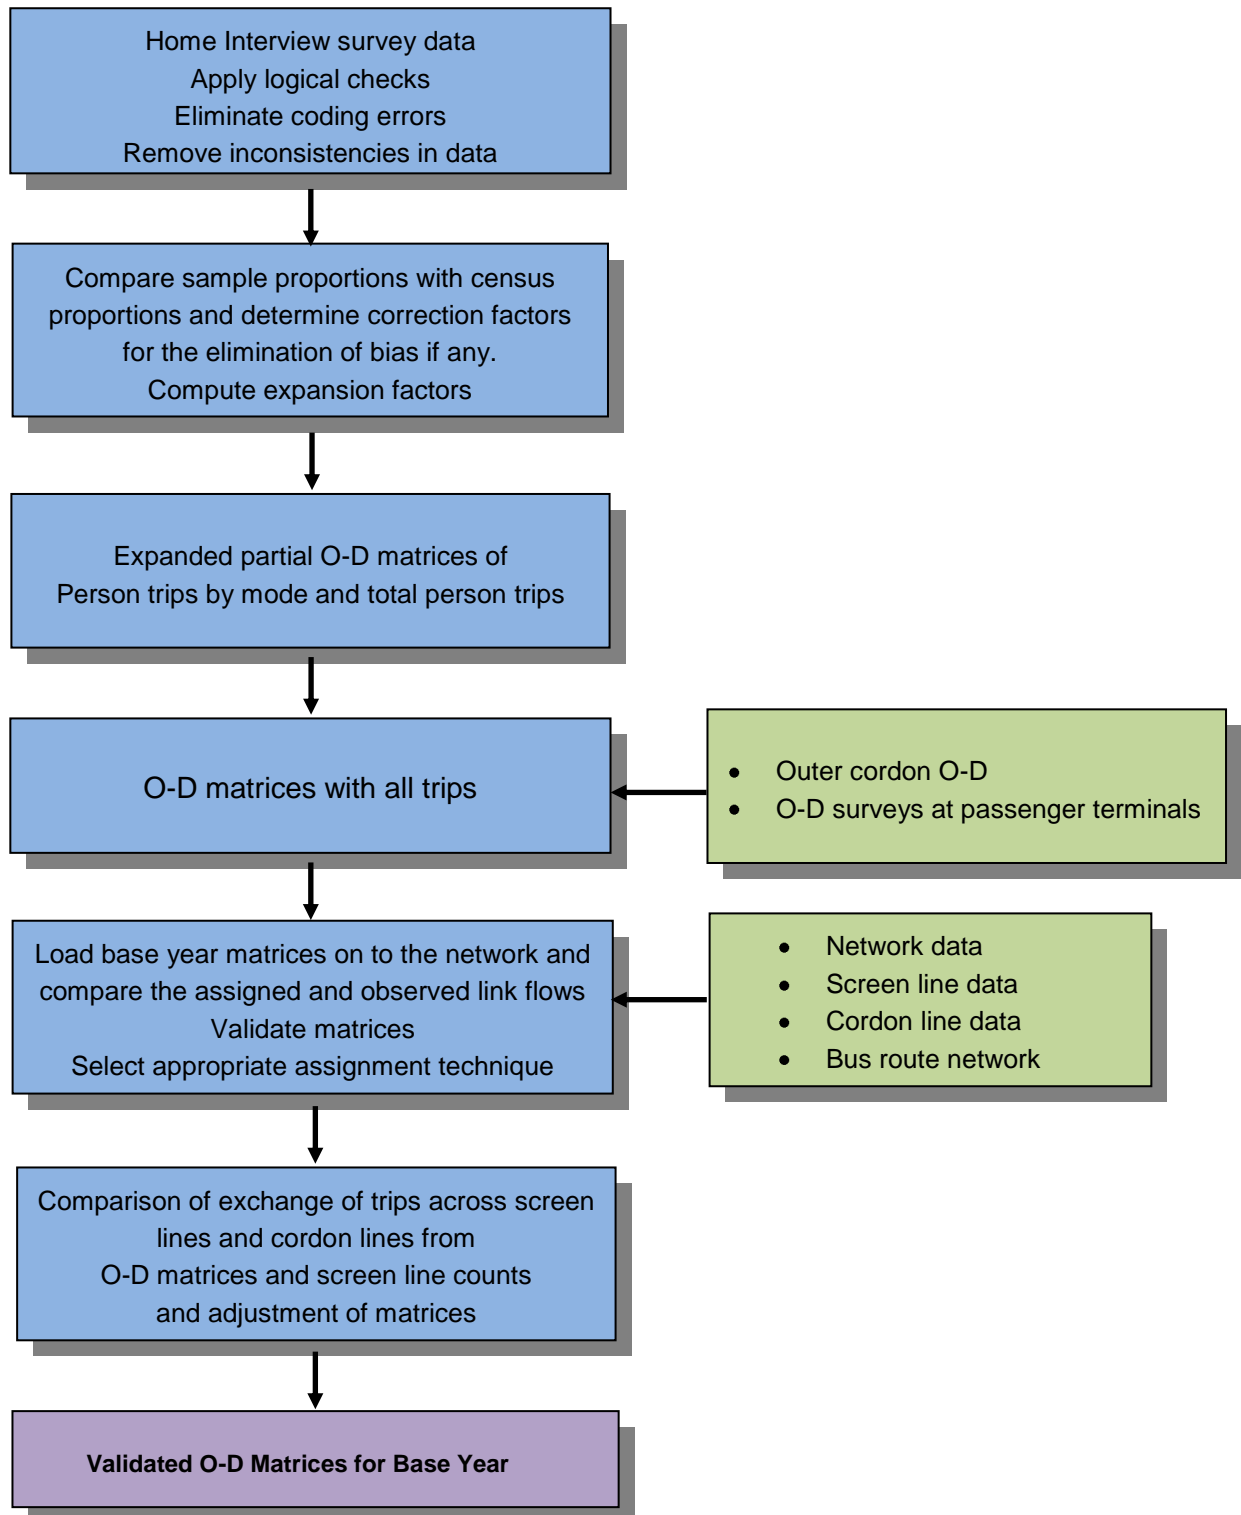 Home Interview survey data
Apply logical checks
Eliminate coding errors
Remove inconsistencies in data
Compare sample proportions with census
proportions and determine correction factors
for the elimination of bias if any.
Compute expansion factors
Expanded partial O-D matrices of
Person trips by mode and total person trips
O-D matrices with all trips
• Outer cordon O-D
• O-D surveys at passenger terminals
Load base year matrices on to the network and
compare the assigned and observed link flows
Validate matrices
Select appropriate assignment technique
• Network data
• Screen line data
• Cordon line data
• Bus route network
Comparison of exchange of trips across screen
lines and cordon lines from
O-D matrices and screen line counts
and adjustment of matrices
Validated O-D Matrices for Base Year